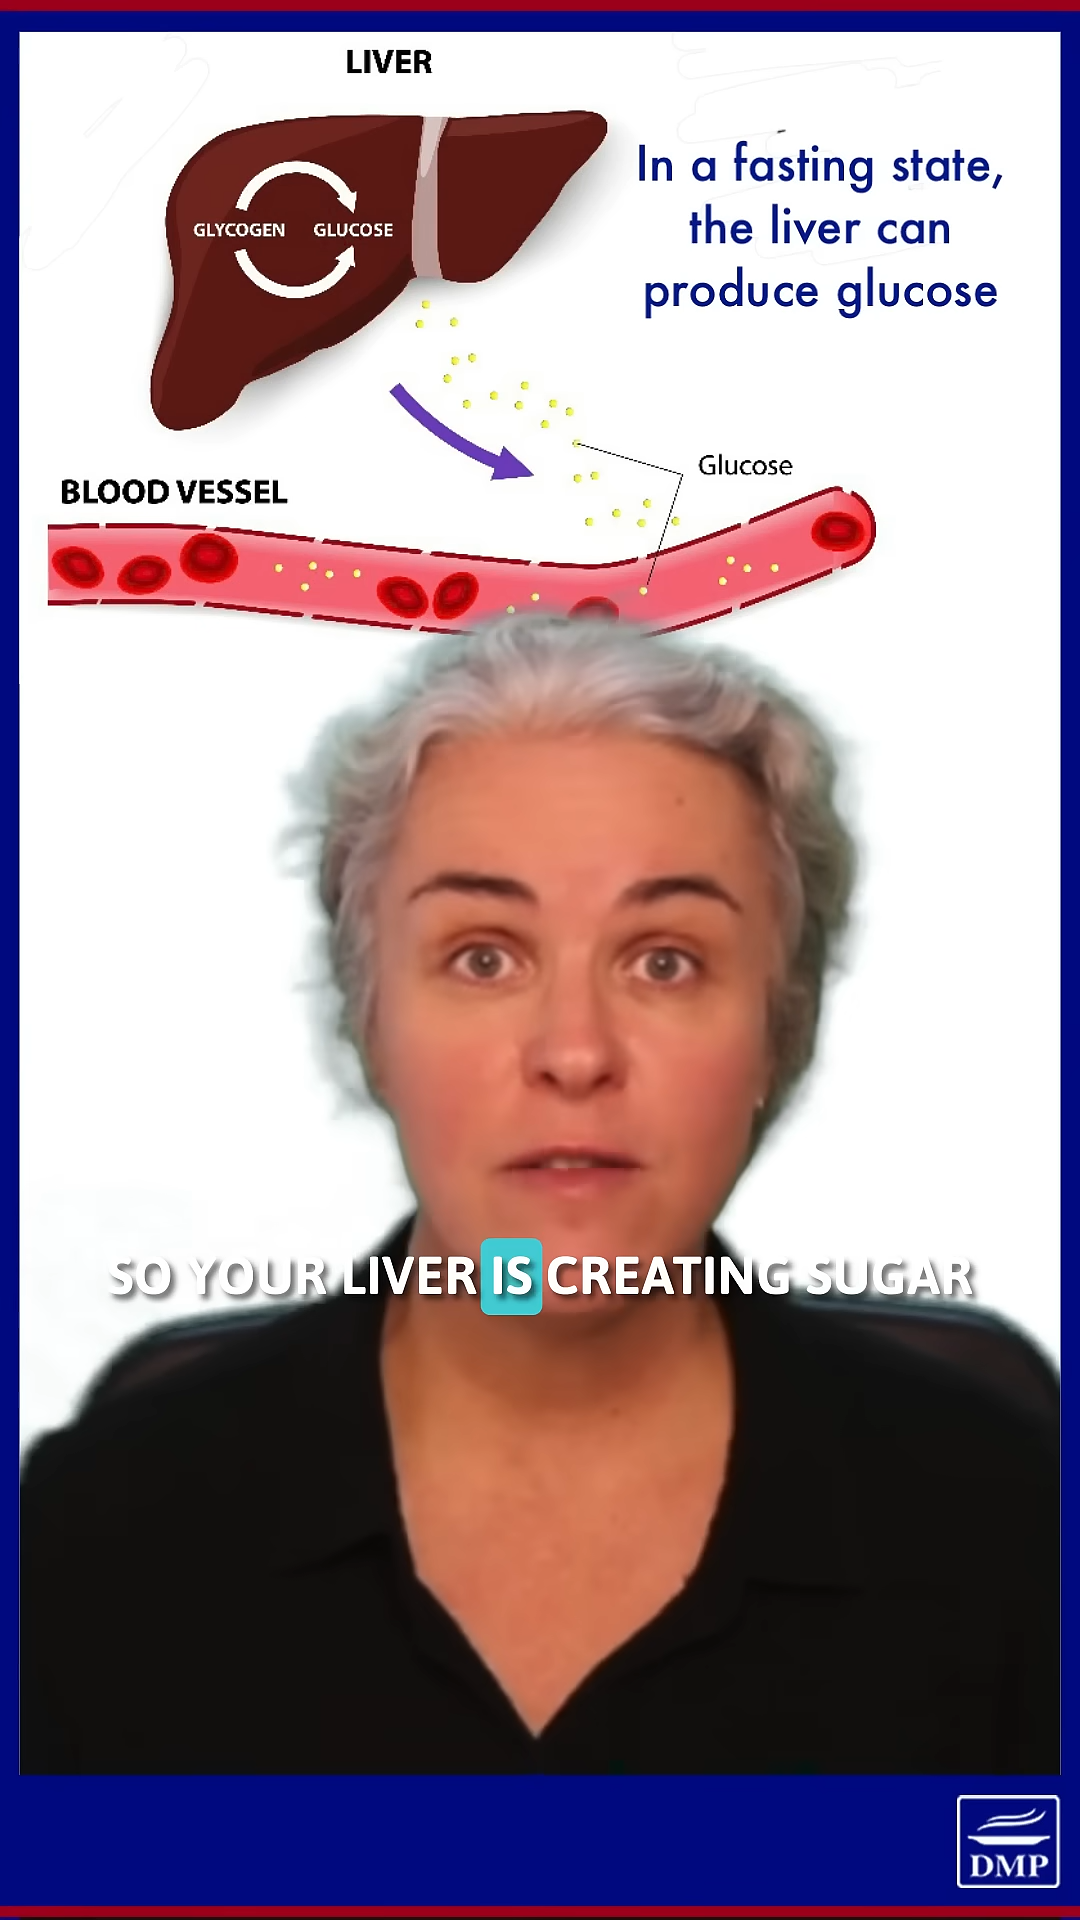 LIVER
In a fasting state,
the liver can
produce glucose
GLYCOGEN GLUCOSE
Glucose
BLOOD VESSEL
SO YOUR LIVER IS CREATING SUGAR
DMP